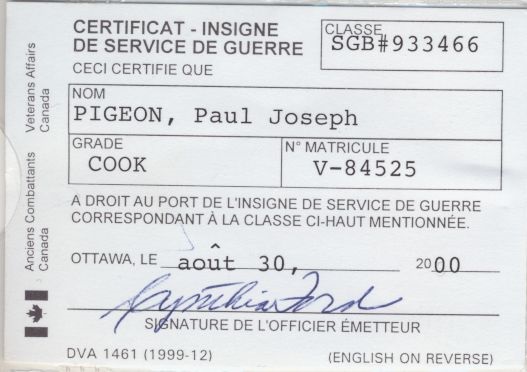 CERTIFICAT - INSIGNE
DE SERVICE DE GUERRE
CECI CERTIFIE QUE
CLASSE
SGB#933466
NOM
PIGEON, Paul Joseph
GRADE
COOK
N° MATRICULE
V-84525
A DROIT AU PORT DE L'INSIGNE DE SERVICE DE GUERRE
CORRESPONDANT À LA CLASSE CI-HAUT MENTIONNÉE.
OTTAWA, LE août 30, 2000
Cynthia Ford
SIGNATURE DE L'OFFICIER ÉMETTEUR
DVA 1461 (1999-12)
(ENGLISH ON REVERSE)
Veterans Affairs
Canada
Anciens Combattants
Canada